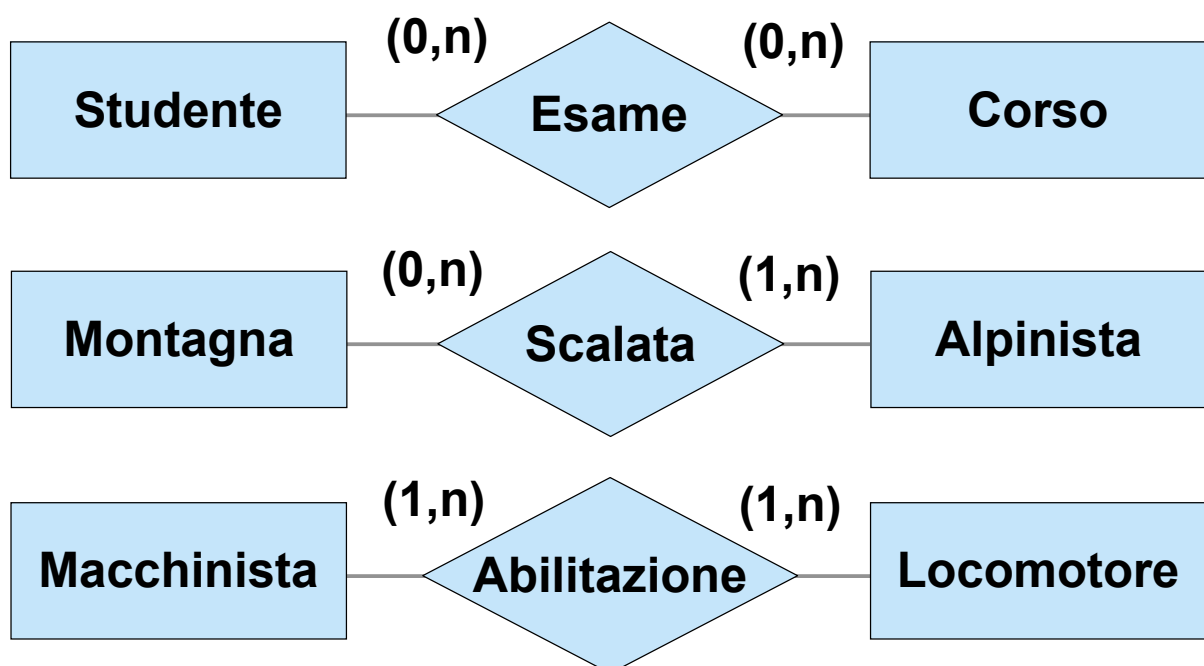 (0,n) (0,n)
Studente Esame Corso
(0,n) (1,n)
Montagna Scalata Alpinista
(1,n) (1,n)
Macchinista Abilitazione Locomotore